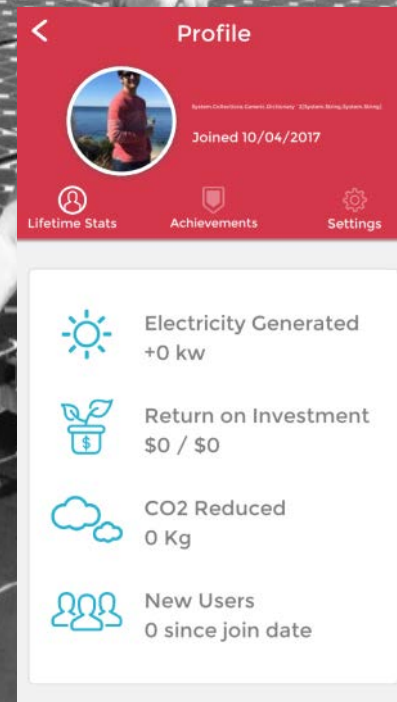 Profile
System.Collections.Generic.Dictionary`2[System.String,System.String]
Joined 10/04/2017
Lifetime Stats
Achievements
Settings
Electricity Generated
+0 kw
Return on Investment
$0 / $0
CO2 Reduced
0 Kg
New Users
0 since join date